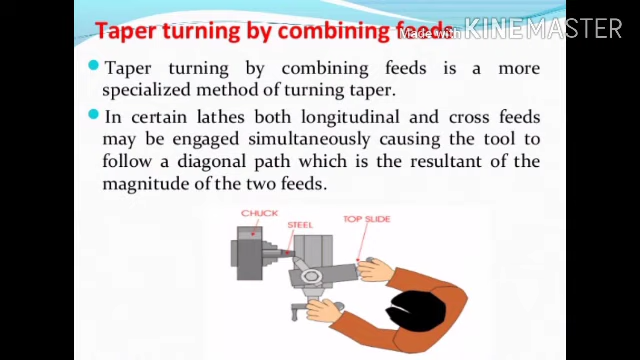 Taper turning by combining feeds
Made with KINEMASTER
Taper turning by combining feeds is a more
specialized method of turning taper.
In certain lathes both longitudinal and cross feeds
may be engaged simultaneously causing the tool to
follow a diagonal path which is the resultant of the
magnitude of the two feeds.
CHUCK
STEEL
TOP SLIDE